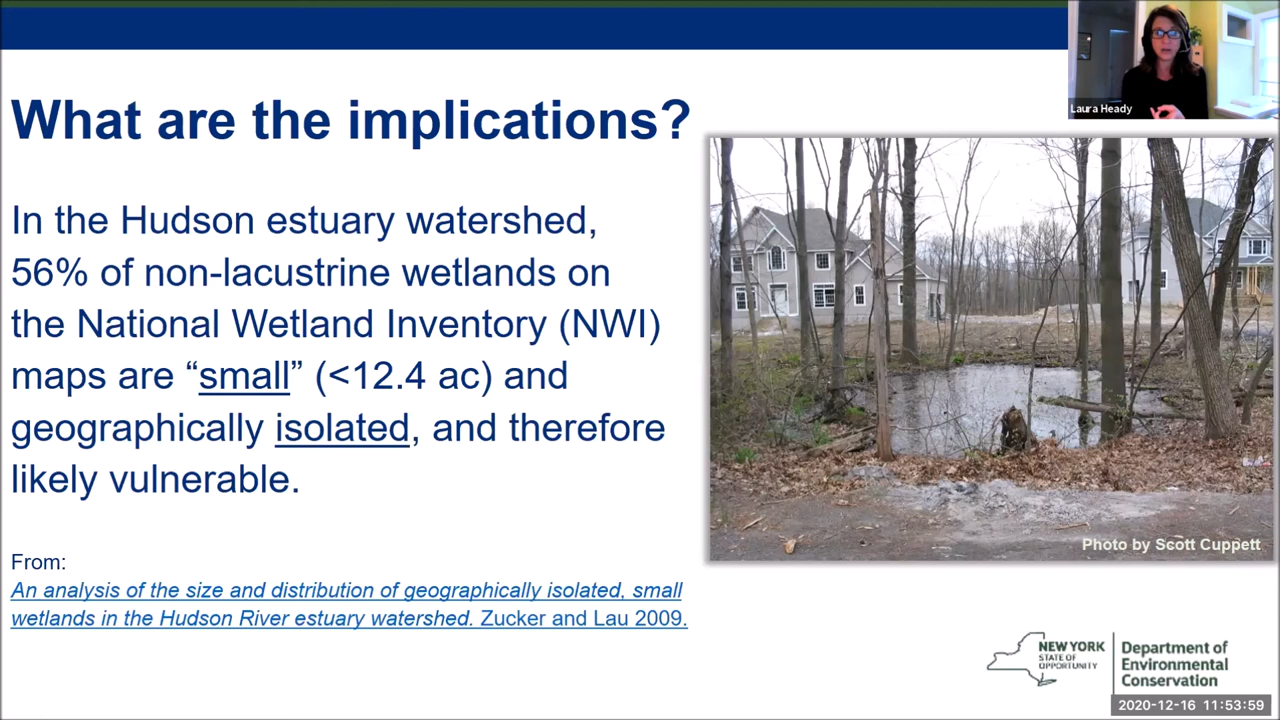 Laura Heady
What are the implications?
In the Hudson estuary watershed,
56% of non-lacustrine wetlands on
the National Wetland Inventory (NWI)
maps are “small” (<12.4 ac) and
geographically isolated, and therefore
likely vulnerable.
From:
An analysis of the size and distribution of geographically isolated, small
wetlands in the Hudson River estuary watershed. Zucker and Lau 2009.
Photo by Scott Cuppett
NEW YORK
STATE OF
OPPORTUNITY
Department of
Environmental
Conservation
2020-12-16 11:53:59